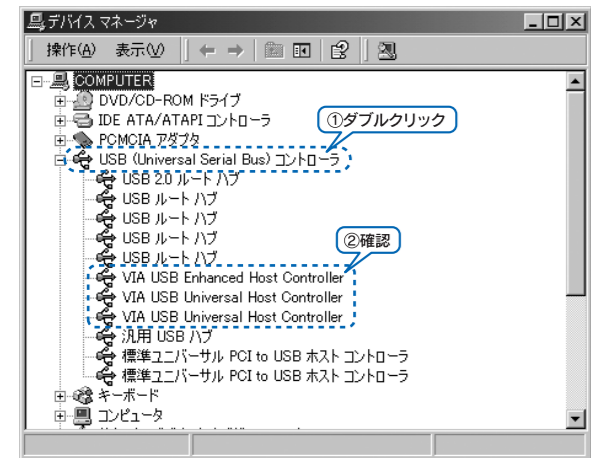 デバイス マネージャ
操作(A) 表示(V)
COMPUTER
DVD/CD-ROM ドライブ
IDE ATA/ATAPI コントローラ
①ダブルクリック
PCMCIA アダプタ
USB (Universal Serial Bus) コントローラ
USB 2.0 ルート ハブ
USB ルート ハブ
USB ルート ハブ
USB ルート ハブ
②確認
USB ルート ハブ
VIA USB Enhanced Host Controller
VIA USB Universal Host Controller
VIA USB Universal Host Controller
汎用 USB ハブ
標準ユニバーサル PCI to USB ホスト コントローラ
標準ユニバーサル PCI to USB ホスト コントローラ
キーボード
コンピュータ